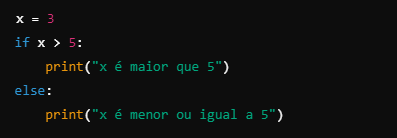 x = 3
if x > 5:
    print("x é maior que 5")
else:
    print("x é menor ou igual a 5")